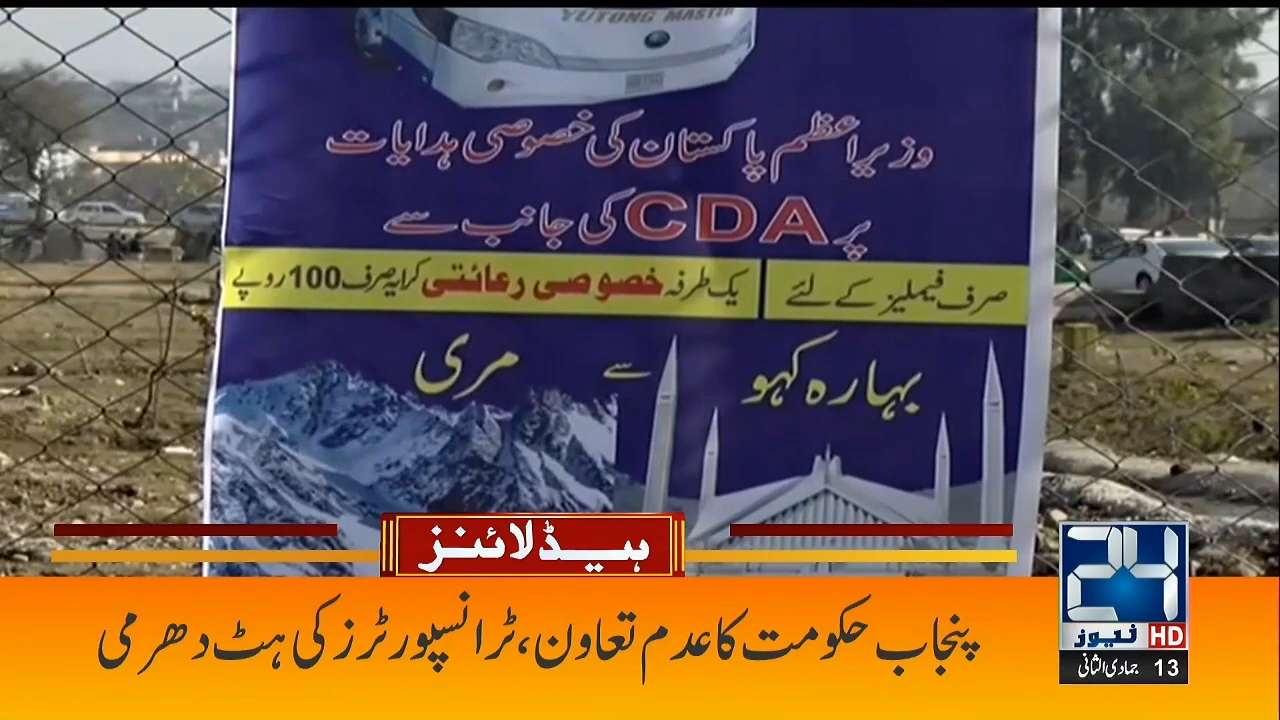 YUTONG MASTER
وزیراعظم پاکستان کی خصوصی ہدایات
پر CDA کی جانب سے
صرف فیملیز کے لئے
یک طرفہ خصوصی رعائتی کرایہ صرف 100 روپے
بہارہ کہو سے مری
ہیڈلائنز
پنجاب حکومت کا عدم تعاون، ٹرانسپورٹرز کی ہٹ دھرمی
24
نیوز HD
13 جمادی الثانی